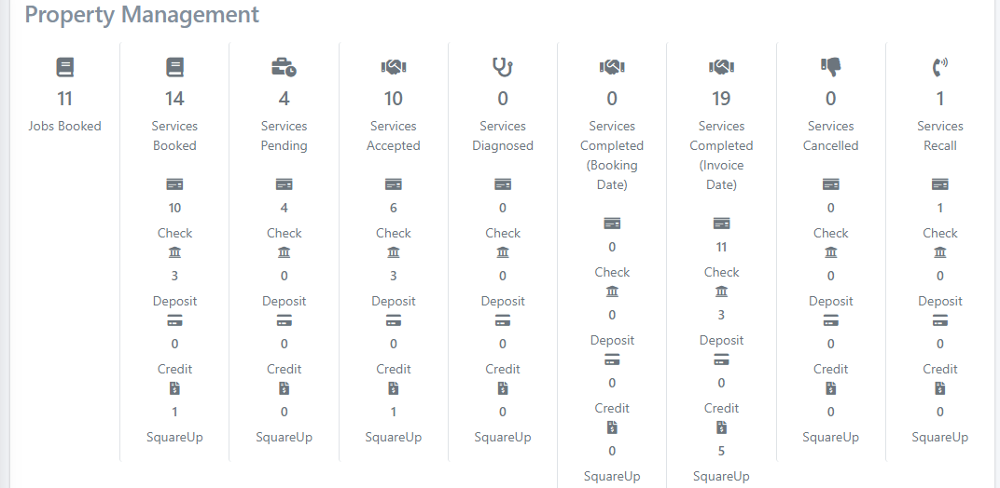 Property Management
11
Jobs Booked
14
Services
Booked
10
Check
3
Deposit
0
Credit
1
SquareUp
4
Services
Pending
4
Check
0
Deposit
0
Credit
0
SquareUp
10
Services
Accepted
6
Check
3
Deposit
0
Credit
1
SquareUp
0
Services
Diagnosed
0
Check
0
Deposit
0
Credit
0
SquareUp
0
Services
Completed
(Booking
Date)
0
Check
0
Deposit
0
Credit
0
SquareUp
19
Services
Completed
(Invoice
Date)
11
Check
3
Deposit
0
Credit
5
SquareUp
0
Services
Cancelled
0
Check
0
Deposit
0
Credit
0
SquareUp
1
Services
Recall
1
Check
0
Deposit
0
Credit
0
SquareUp